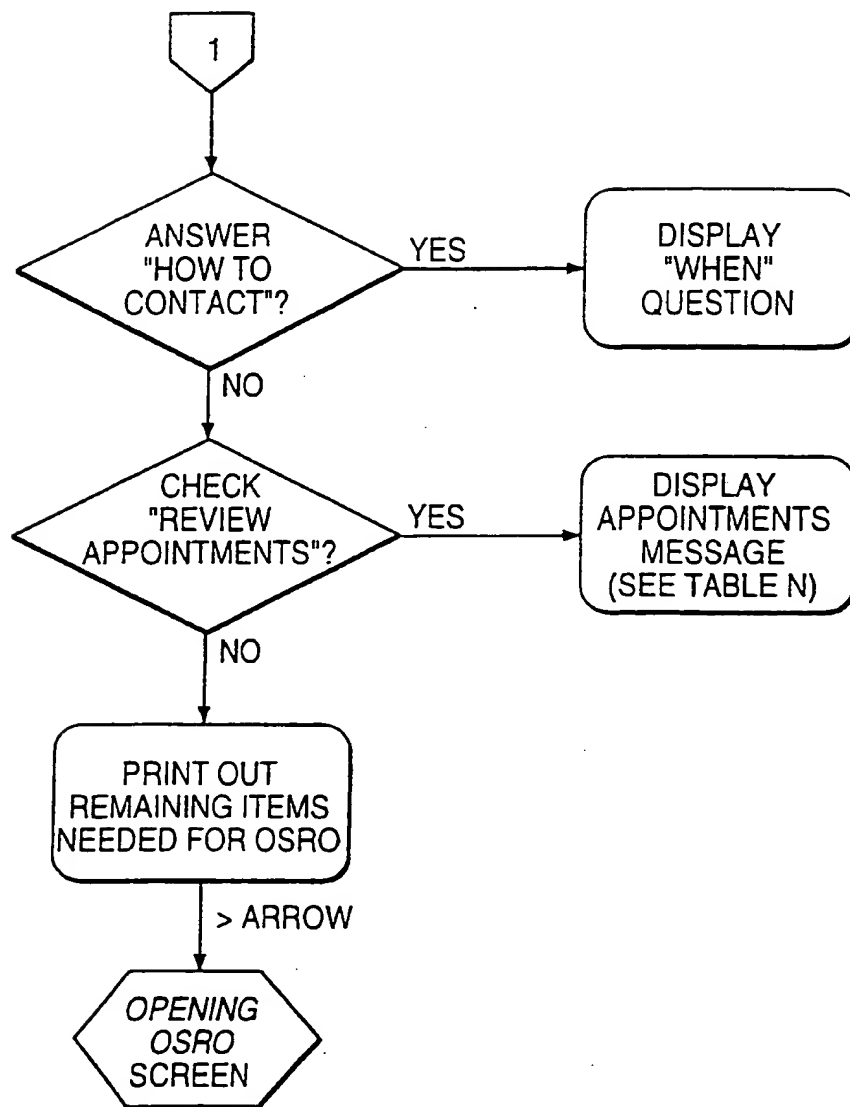 1
ANSWER
"HOW TO
CONTACT"?
YES
DISPLAY
"WHEN"
QUESTION
NO
CHECK
"REVIEW
APPOINTMENTS"?
YES
DISPLAY
APPOINTMENTS
MESSAGE
(SEE TABLE N)
NO
PRINT OUT
REMAINING ITEMS
NEEDED FOR OSRO
> ARROW
OPENING
OSRO
SCREEN